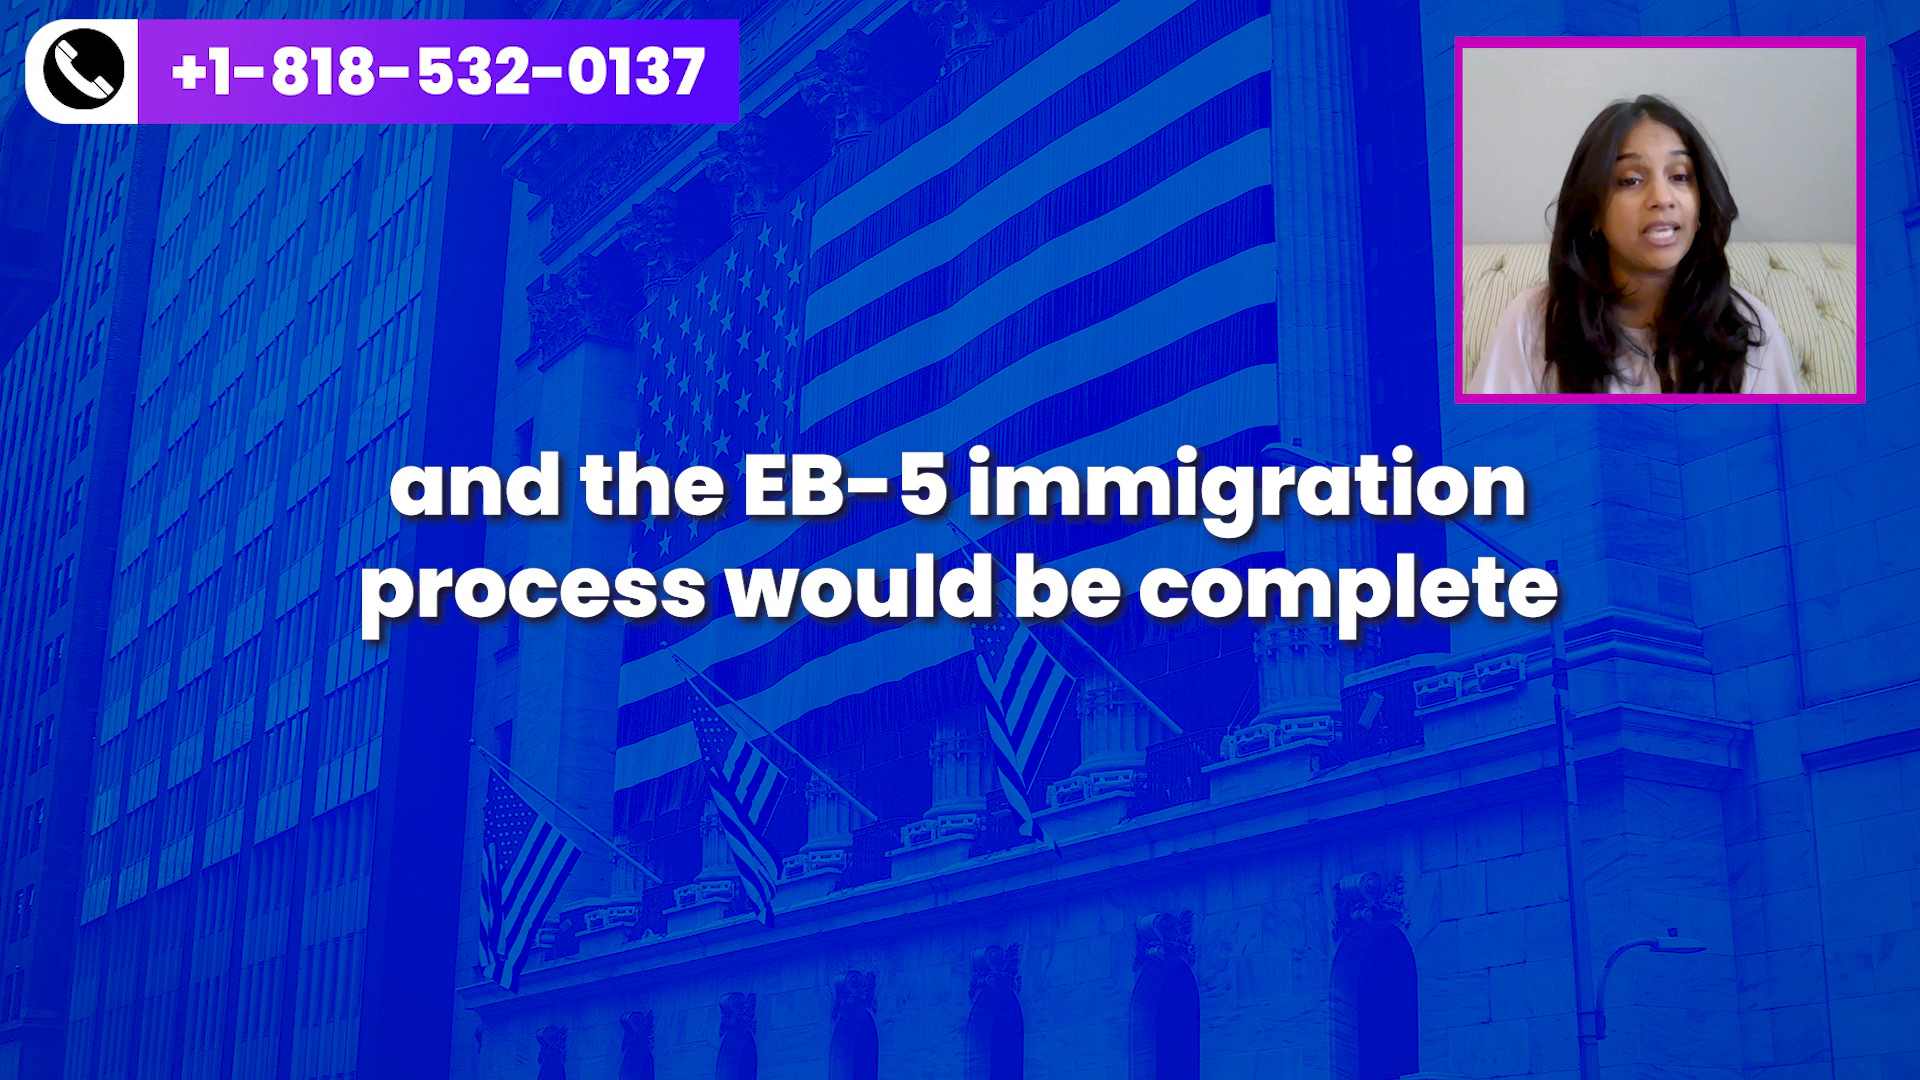 +1-818-532-0137
and the EB-5 immigration
process would be complete